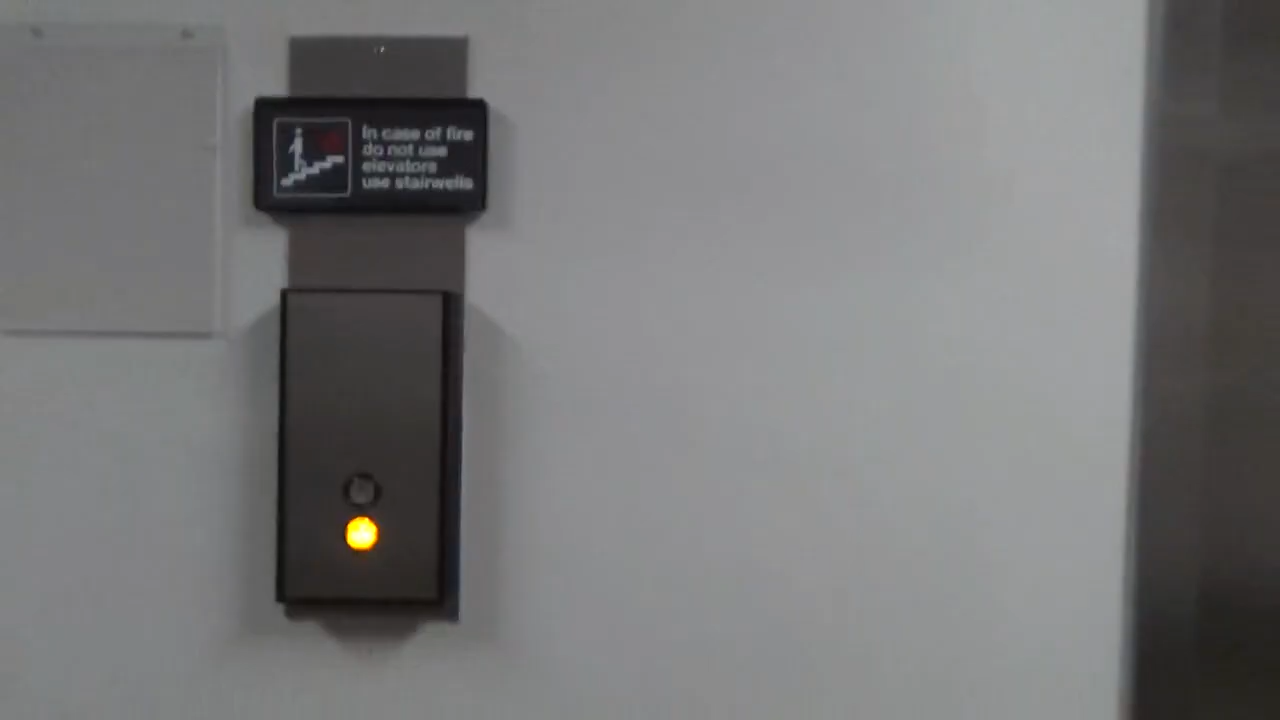 In case of fire
do not use
elevators
use stairwells